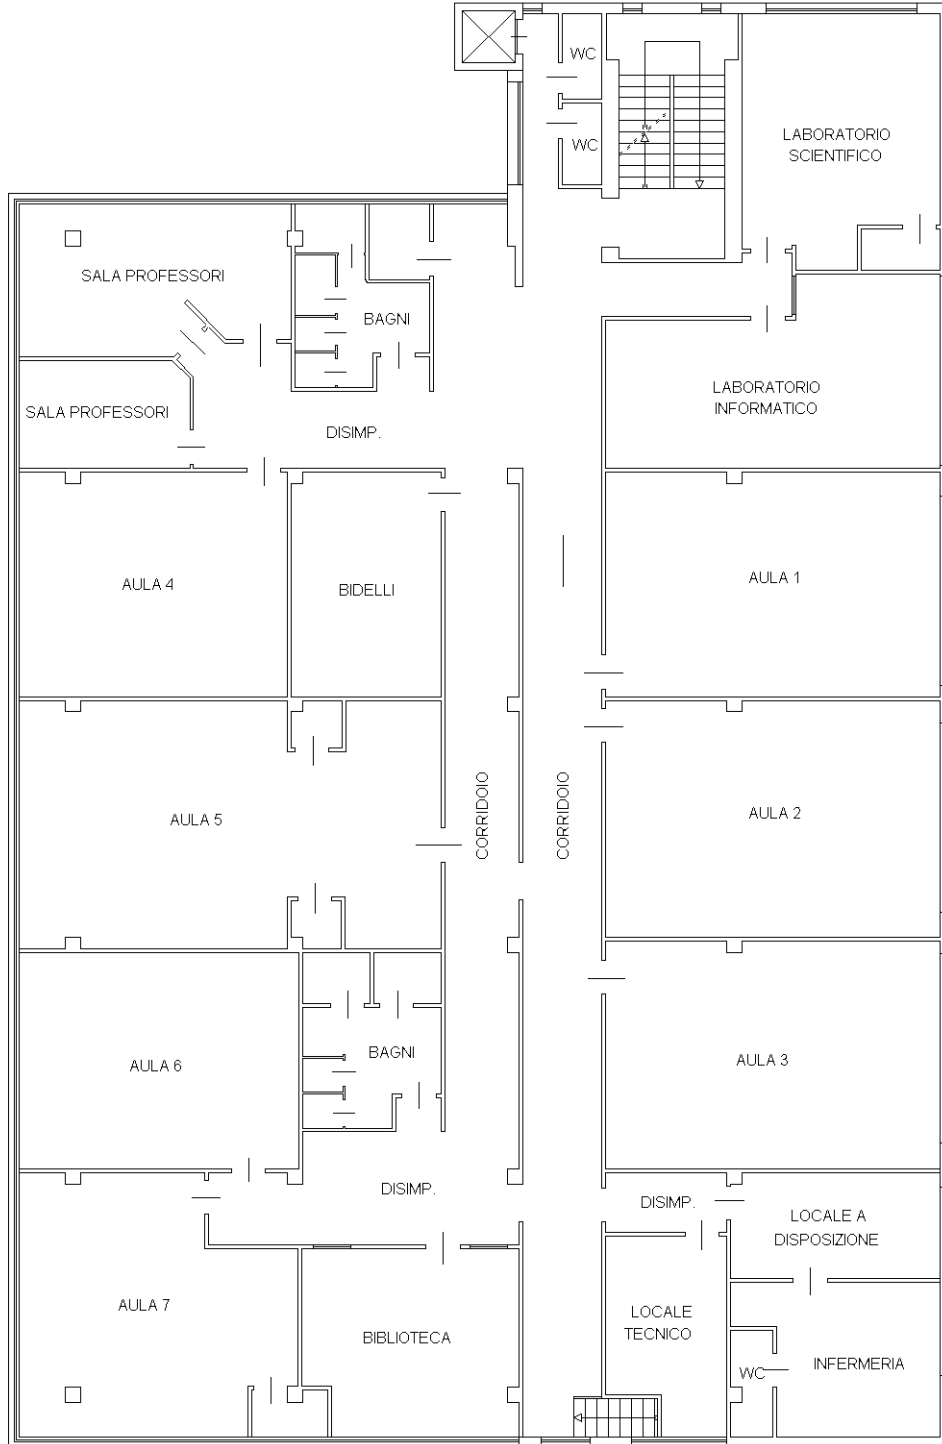 WC
WC
LABORATORIO
SCIENTIFICO
SALA PROFESSORI
BAGNI
LABORATORIO
INFORMATICO
SALA PROFESSORI
DISIMP.
AULA 4
BIDELLI
AULA 1
AULA 5
CORRIDOIO
CORRIDOIO
AULA 2
AULA 6
BAGNI
AULA 3
DISIMP.
DISIMP.
LOCALE A
DISPOSIZIONE
AULA 7
BIBLIOTECA
LOCALE
TECNICO
WC
INFERMERIA